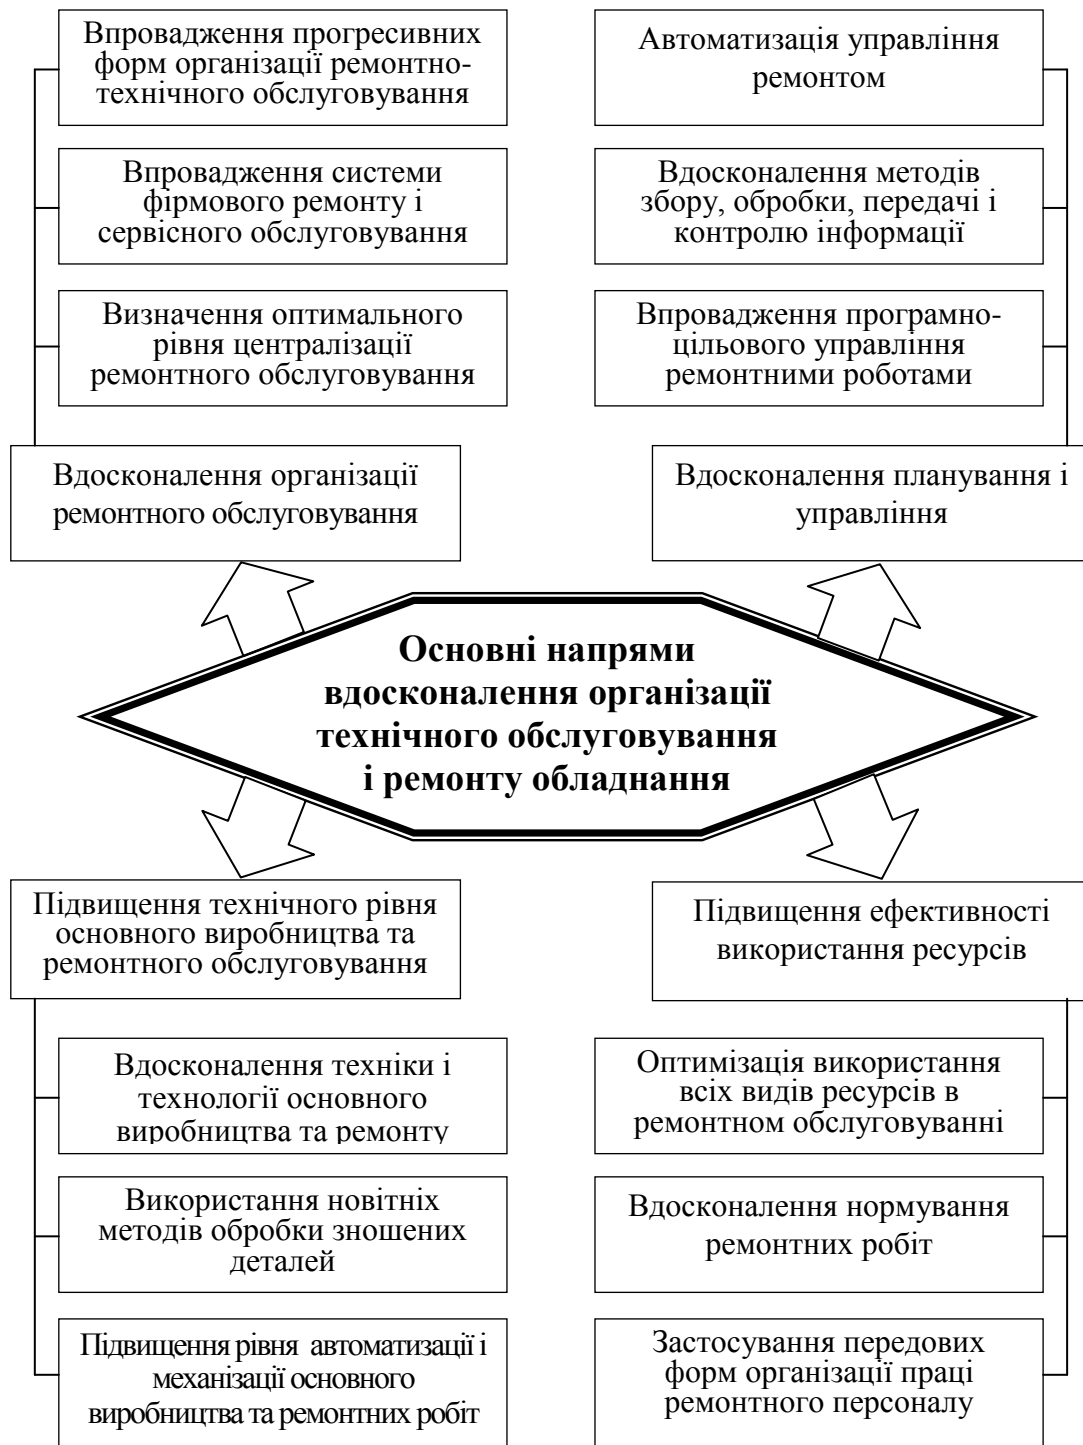 Впровадження прогресивних
форм організації ремонтно-
технічного обслуговування
Впровадження системи
фірмового ремонту і
сервісного обслуговування
Визначення оптимального
рівня централізації
ремонтного обслуговування
Вдосконалення організації
ремонтного обслуговування
Автоматизація управління
ремонтом
Вдосконалення методів
збору, обробки, передачі і
контролю інформації
Впровадження програмно-
цільового управління
ремонтними роботами
Вдосконалення планування і
управління
Основні напрями
вдосконалення організації
технічного обслуговування
і ремонту обладнання
Підвищення технічного рівня
основного виробництва та
ремонтного обслуговування
Вдосконалення техніки і
технології основного
виробництва та ремонту
Використання новітніх
методів обробки зношених
деталей
Підвищення рівня автоматизації і
механізації основного
виробництва та ремонтних робіт
Підвищення ефективності
використання ресурсів
Оптимізація використання
всіх видів ресурсів в
ремонтном обслуговуванні
Вдосконалення нормування
ремонтних робіт
Застосування передових
форм організації праці
ремонтного персоналу